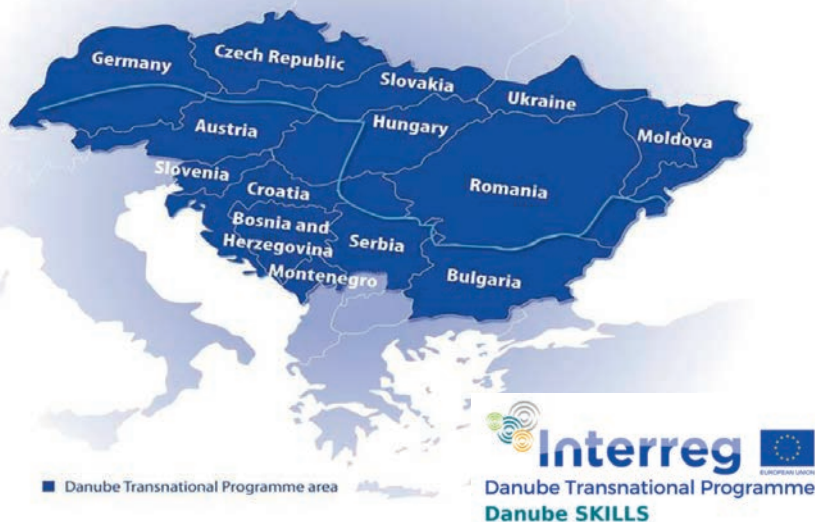 Germany
Czech Republic
Slovakia
Ukraine
Austria
Hungary
Moldova
Slovenia
Croatia
Romania
Bosnia and
Herzegovina
Serbia
Montenegro
Bulgaria
Danube Transnational Programme area
Interreg
EUROPEAN UNION
Danube Transnational Programme
Danube SKILLS